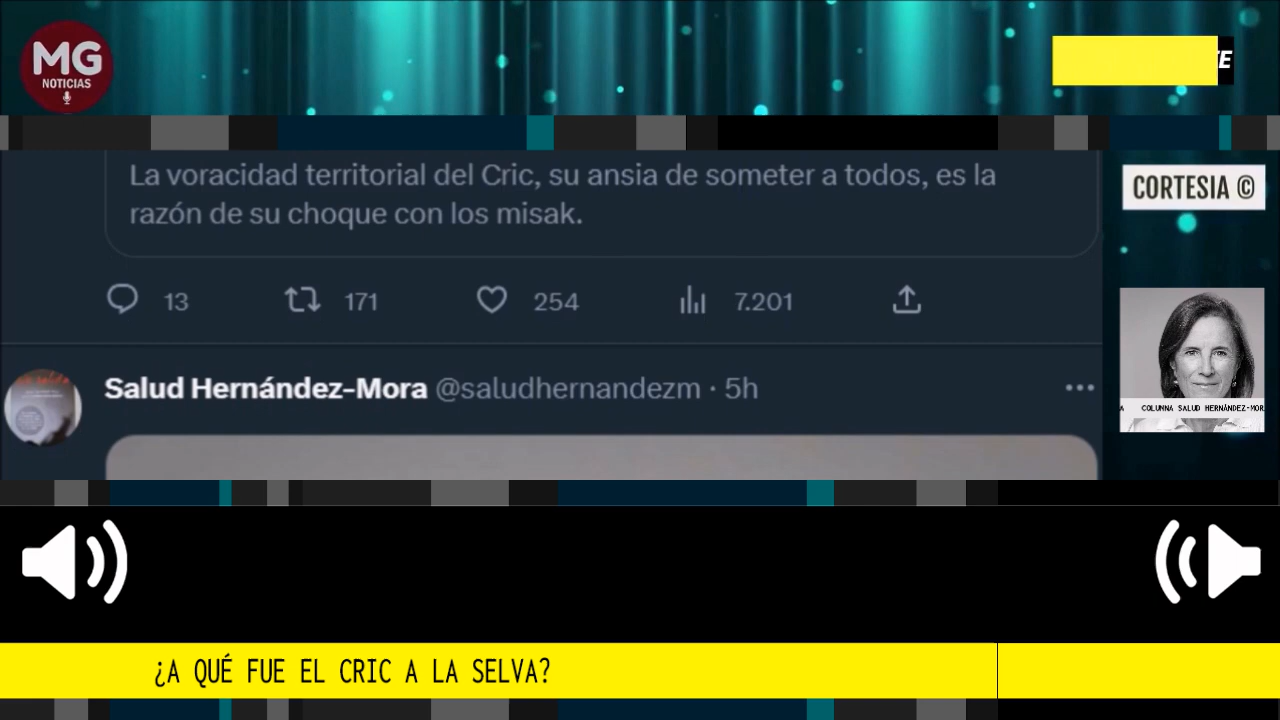 MG
NOTICIAS
E
La voracidad territorial del Cric, su ansia de someter a todos, es la
razón de su choque con los misak.
CORTESIA ©
13 171 254 7.201
Salud Hernández-Mora @saludhernandezm · 5h
A COLUNNA SALUD HERNÁNDEZ-MOR
¿A QUÉ FUE EL CRIC A LA SELVA?